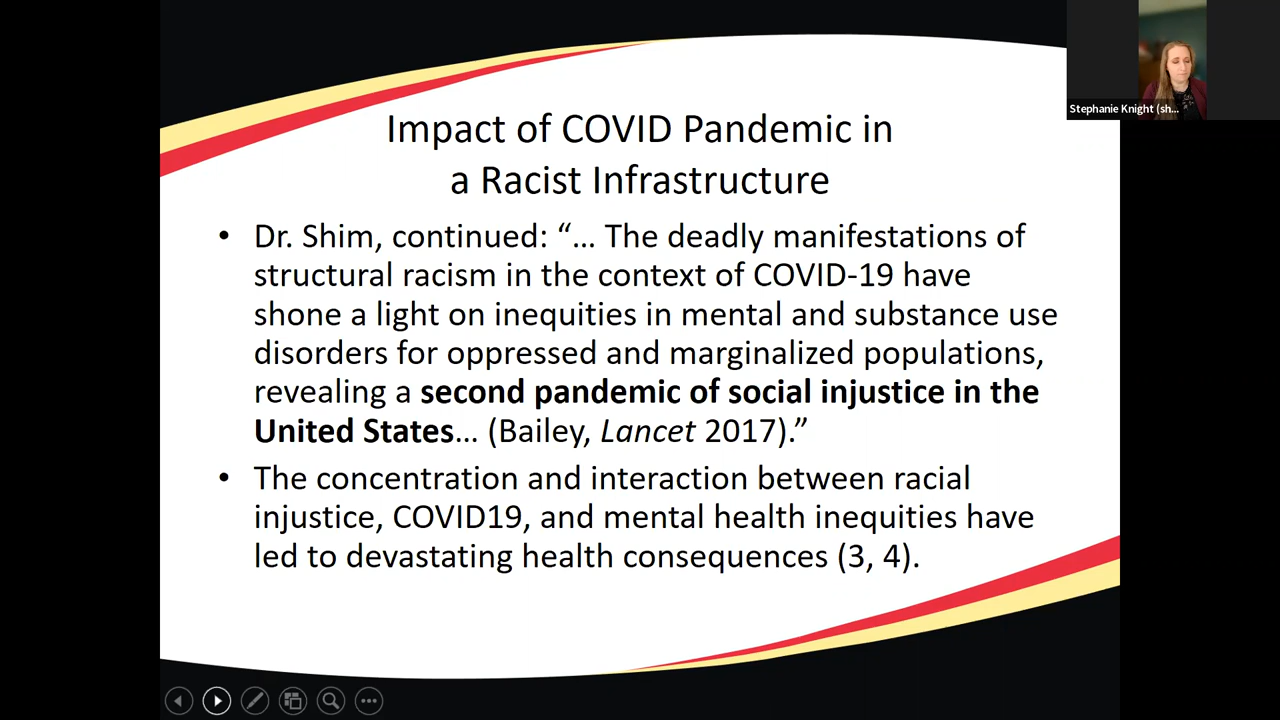 Impact of COVID Pandemic in
a Racist Infrastructure
• Dr. Shim, continued: “… The deadly manifestations of
structural racism in the context of COVID-19 have
shone a light on inequities in mental and substance use
disorders for oppressed and marginalized populations,
revealing a second pandemic of social injustice in the
United States… (Bailey, Lancet 2017).”
• The concentration and interaction between racial
injustice, COVID19, and mental health inequities have
led to devastating health consequences (3, 4).
Stephanie Knight (sh...